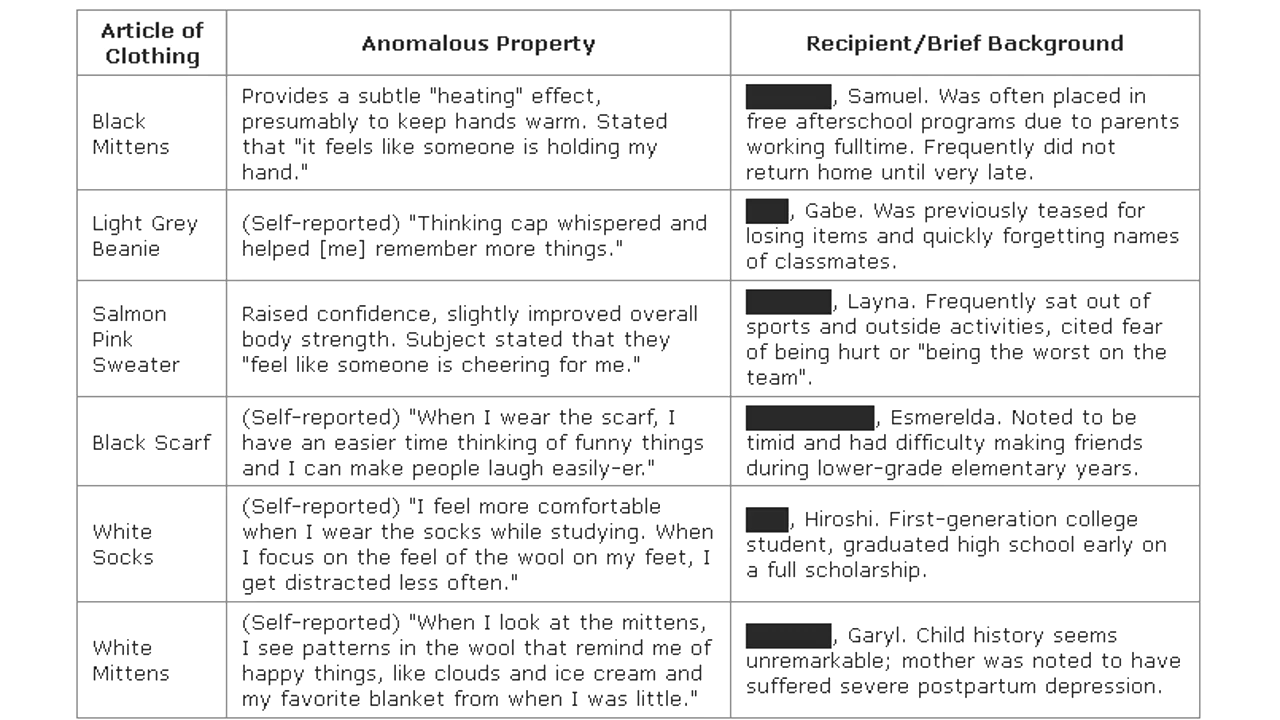 Article of
Clothing
Anomalous Property
Recipient/Brief Background
Black
Mittens
Provides a subtle "heating" effect,
presumably to keep hands warm. Stated
that "it feels like someone is holding my
hand."
, Samuel. Was often placed in
free afterschool programs due to parents
working fulltime. Frequently did not
return home until very late.
Light Grey
Beanie
(Self-reported) "Thinking cap whispered and
helped [me] remember more things."
, Gabe. Was previously teased for
losing items and quickly forgetting names
of classmates.
Salmon
Pink
Sweater
Raised confidence, slightly improved overall
body strength. Subject stated that they
"feel like someone is cheering for me."
, Layna. Frequently sat out of
sports and outside activities, cited fear
of being hurt or "being the worst on the
team".
Black Scarf
(Self-reported) "When I wear the scarf, I
have an easier time thinking of funny things
and I can make people laugh easily-er."
, Esmerelda. Noted to be
timid and had difficulty making friends
during lower-grade elementary years.
White
Socks
(Self-reported) "I feel more comfortable
when I wear the socks while studying. When
I focus on the feel of the wool on my feet, I
get distracted less often."
, Hiroshi. First-generation college
student, graduated high school early on
a full scholarship.
White
Mittens
(Self-reported) "When I look at the mittens,
I see patterns in the wool that remind me of
happy things, like clouds and ice cream and
my favorite blanket from when I was little."
, Garyl. Child history seems
unremarkable; mother was noted to have
suffered severe postpartum depression.